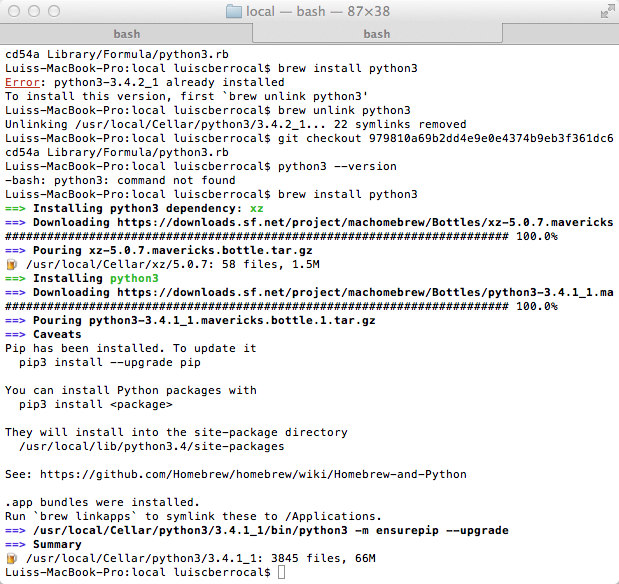 local — bash — 87×38
bash
bash
cd54a Library/Formula/python3.rb
Luiss-MacBook-Pro:local luiscberrocal$ brew install python3
Error: python3-3.4.2_1 already installed
To install this version, first `brew unlink python3'
Luiss-MacBook-Pro:local luiscberrocal$ brew unlink python3
Unlinking /usr/local/Cellar/python3/3.4.2_1... 22 symlinks removed
Luiss-MacBook-Pro:local luiscberrocal$ git checkout 979810a69b2dd4e9e0e4374b9eb3f361dc6
cd54a Library/Formula/python3.rb
Luiss-MacBook-Pro:local luiscberrocal$ python3 --version
-bash: python3: command not found
Luiss-MacBook-Pro:local luiscberrocal$ brew install python3
==> Installing python3 dependency: xz
==> Downloading https://downloads.sf.net/project/machomebrew/Bottles/xz-5.0.7.mavericks
######################################################################## 100.0%
==> Pouring xz-5.0.7.mavericks.bottle.tar.gz
🍺 /usr/local/Cellar/xz/5.0.7: 58 files, 1.5M
==> Installing python3
==> Downloading https://downloads.sf.net/project/machomebrew/Bottles/python3-3.4.1_1.ma
######################################################################## 100.0%
==> Pouring python3-3.4.1_1.mavericks.bottle.1.tar.gz
==> Caveats
Pip has been installed. To update it
pip3 install --upgrade pip
You can install Python packages with
pip3 install <package>
They will install into the site-package directory
/usr/local/lib/python3.4/site-packages
See: https://github.com/Homebrew/homebrew/wiki/Homebrew-and-Python
.app bundles were installed.
Run `brew linkapps` to symlink these to /Applications.
==> /usr/local/Cellar/python3/3.4.1_1/bin/python3 -m ensurepip --upgrade
==> Summary
🍺 /usr/local/Cellar/python3/3.4.1_1: 3845 files, 66M
Luiss-MacBook-Pro:local luiscberrocal$